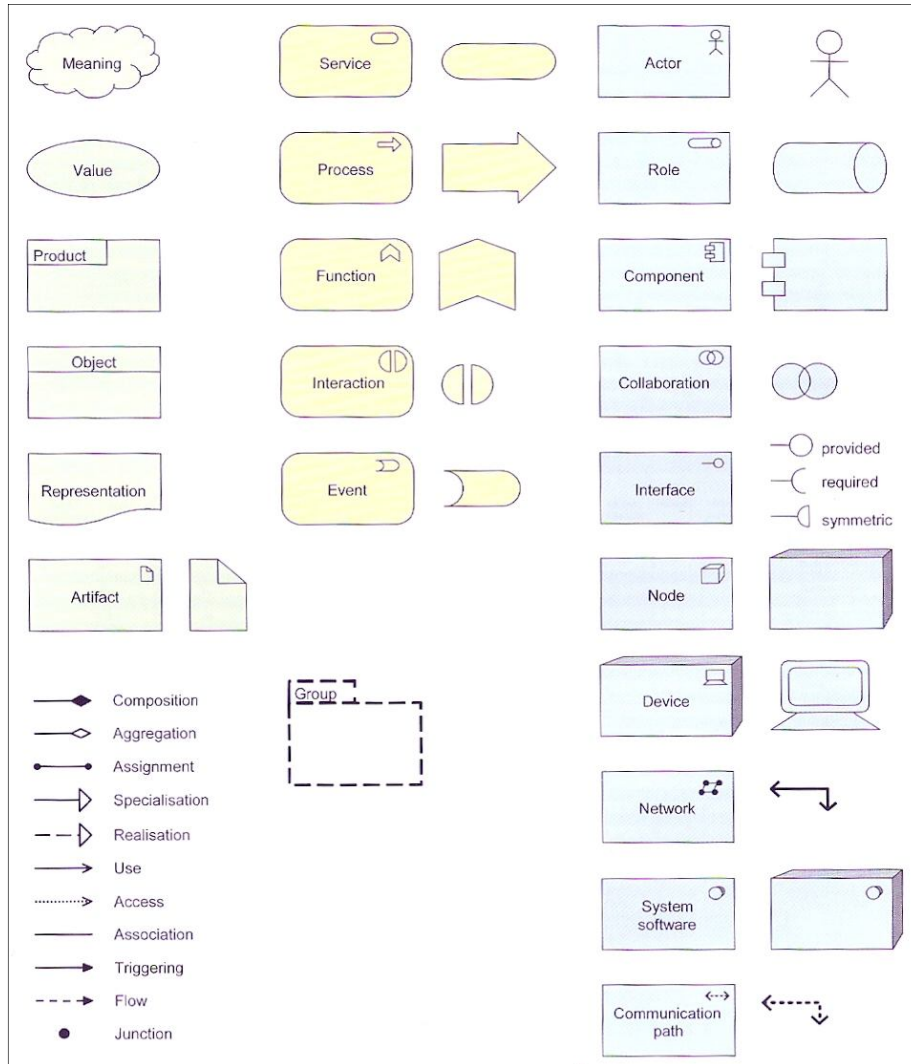 Meaning
Service
Actor
Value
Process
Role
Product
Function
Component
Object
Interaction
Collaboration
Representation
Event
Interface
provided
required
symmetric
Artifact
Node
Composition
Aggregation
Assignment
Specialisation
Realisation
Use
Access
Association
Triggering
Flow
Junction
Group
Device
Network
System
software
Communication
path